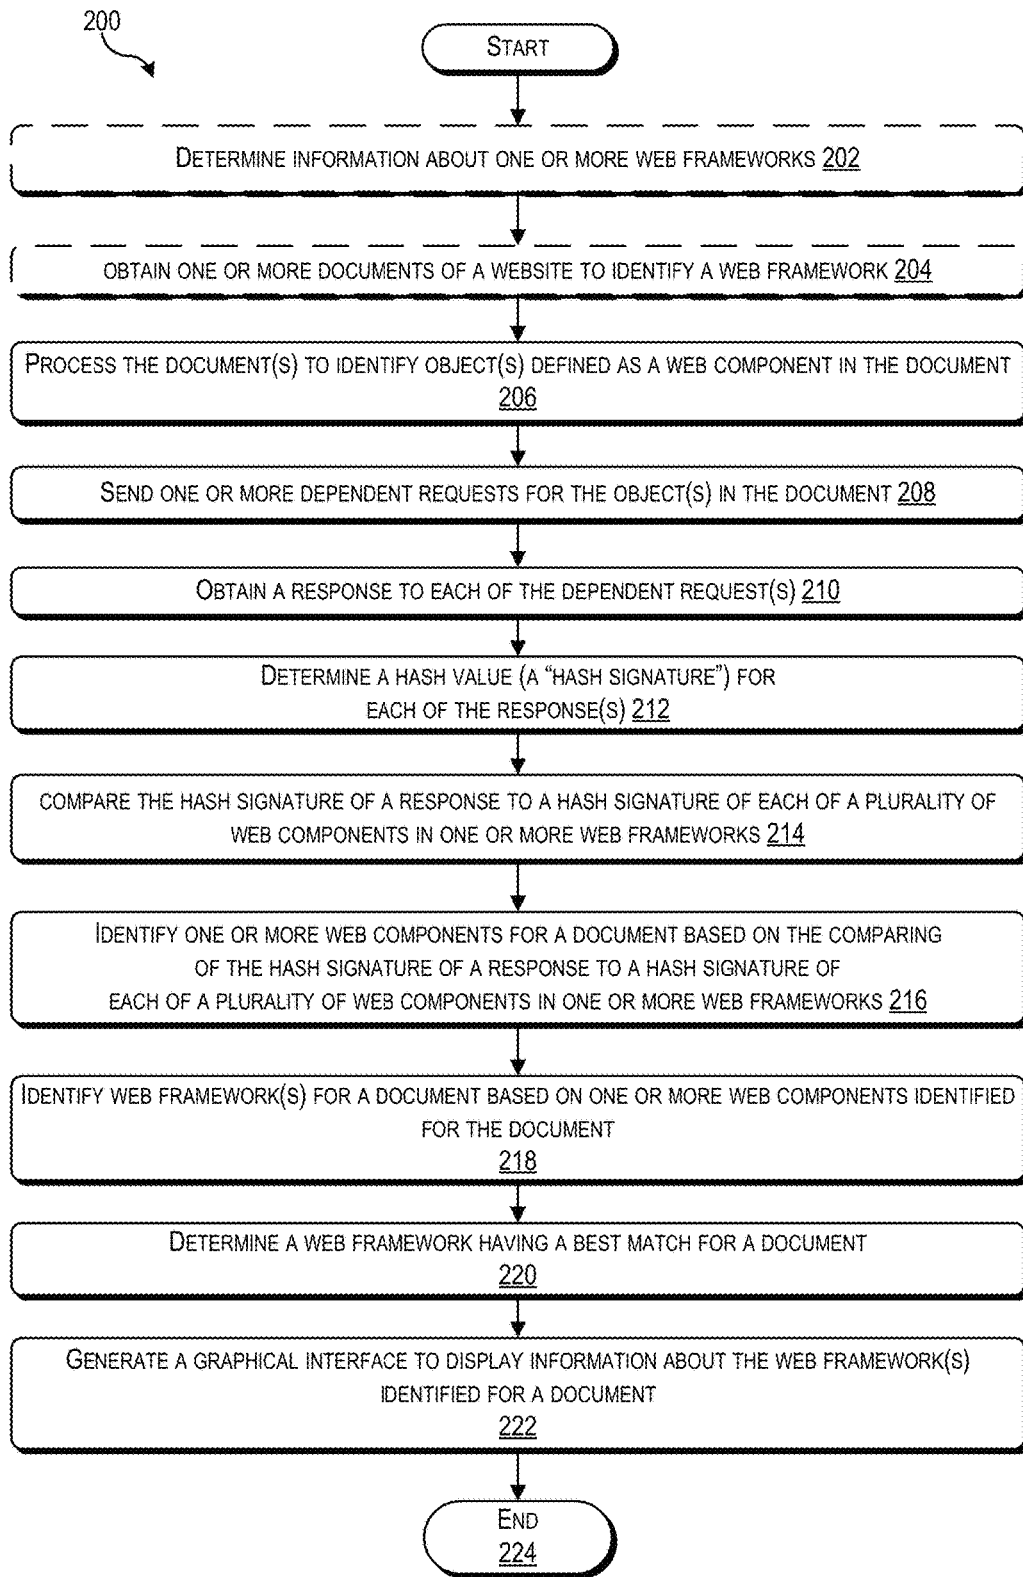 200
START
DETERMINE INFORMATION ABOUT ONE OR MORE WEB FRAMEWORKS 202
OBTAIN ONE OR MORE DOCUMENTS OF A WEBSITE TO IDENTIFY A WEB FRAMEWORK 204
PROCESS THE DOCUMENT(S) TO IDENTIFY OBJECT(S) DEFINED AS A WEB COMPONENT IN THE DOCUMENT
206
SEND ONE OR MORE DEPENDENT REQUESTS FOR THE OBJECT(S) IN THE DOCUMENT 208
OBTAIN A RESPONSE TO EACH OF THE DEPENDENT REQUEST(S) 210
DETERMINE A HASH VALUE (A “HASH SIGNATURE”) FOR
EACH OF THE RESPONSE(S) 212
COMPARE THE HASH SIGNATURE OF A RESPONSE TO A HASH SIGNATURE OF EACH OF A PLURALITY OF
WEB COMPONENTS IN ONE OR MORE WEB FRAMEWORKS 214
IDENTIFY ONE OR MORE WEB COMPONENTS FOR A DOCUMENT BASED ON THE COMPARING
OF THE HASH SIGNATURE OF A RESPONSE TO A HASH SIGNATURE OF
EACH OF A PLURALITY OF WEB COMPONENTS IN ONE OR MORE WEB FRAMEWORKS 216
IDENTIFY WEB FRAMEWORK(S) FOR A DOCUMENT BASED ON ONE OR MORE WEB COMPONENTS IDENTIFIED
FOR THE DOCUMENT
218
DETERMINE A WEB FRAMEWORK HAVING A BEST MATCH FOR A DOCUMENT
220
GENERATE A GRAPHICAL INTERFACE TO DISPLAY INFORMATION ABOUT THE WEB FRAMEWORK(S)
IDENTIFIED FOR A DOCUMENT
222
END
224